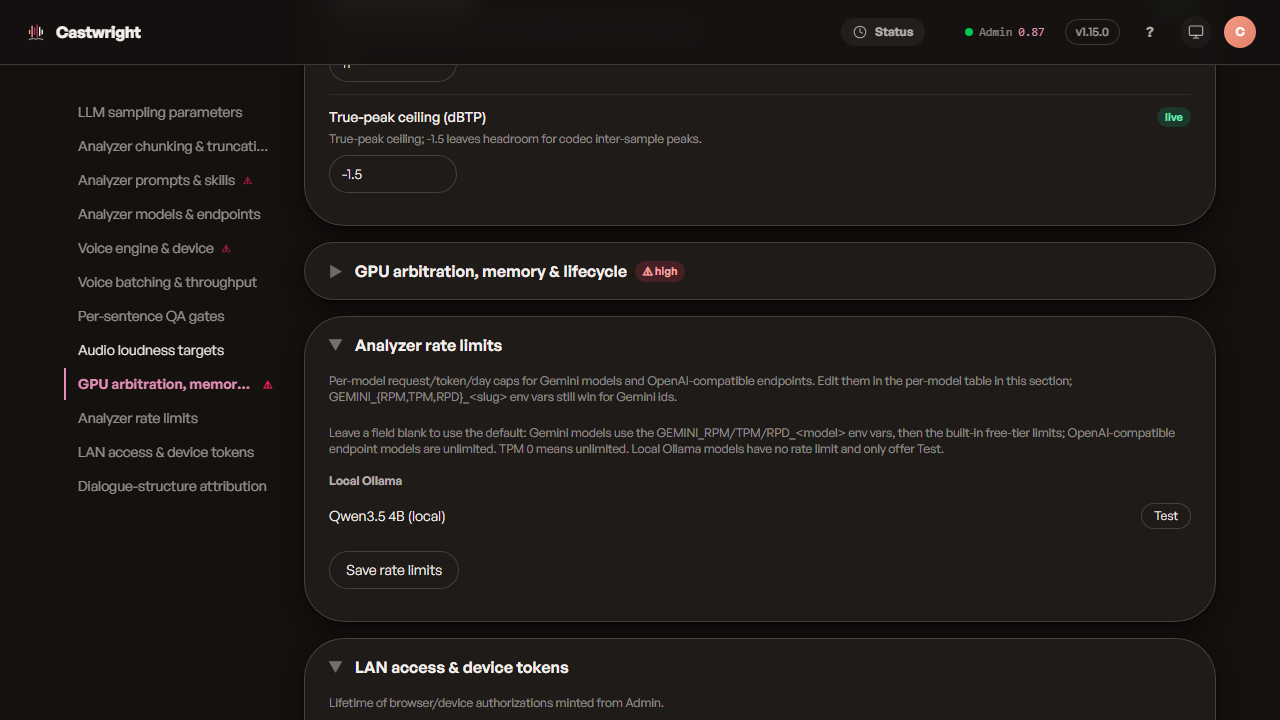 Castwright
Status
Admin 0.87
v1.15.0
?
C
LLM sampling parameters
Analyzer chunking & truncati...
Analyzer prompts & skills
Analyzer models & endpoints
Voice engine & device
Voice batching & throughput
Per-sentence QA gates
Audio loudness targets
GPU arbitration, memor...
Analyzer rate limits
LAN access & device tokens
Dialogue-structure attribution
True-peak ceiling (dBTP)
live
True-peak ceiling; -1.5 leaves headroom for codec inter-sample peaks.
-1.5
GPU arbitration, memory & lifecycle
high
Analyzer rate limits
Per-model request/token/day caps for Gemini models and OpenAI-compatible endpoints. Edit them in the per-model table in this section;
GEMINI_{RPM,TPM,RPD}_<slug> env vars still win for Gemini ids.
Leave a field blank to use the default: Gemini models use the GEMINI_RPM/TPM/RPD_<model> env vars, then the built-in free-tier limits; OpenAI-compatible
endpoint models are unlimited. TPM 0 means unlimited. Local Ollama models have no rate limit and only offer Test.
Local Ollama
Qwen3.5 4B (local)
Test
Save rate limits
LAN access & device tokens
Lifetime of browser/device authorizations minted from Admin.